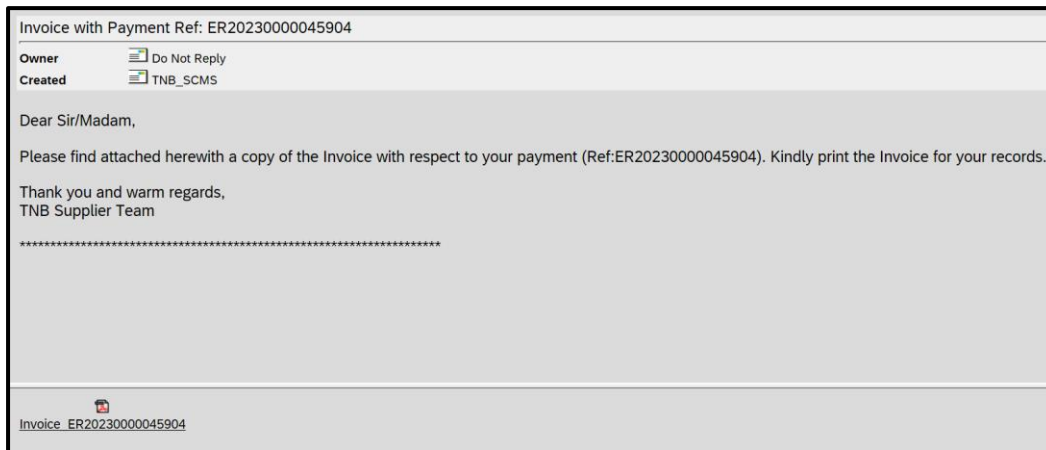 Invoice with Payment Ref: ER20230000045904
Owner Do Not Reply
Created TNB_SCMS
Dear Sir/Madam,
Please find attached herewith a copy of the Invoice with respect to your payment (Ref:ER20230000045904). Kindly print the Invoice for your records.
Thank you and warm regards,
TNB Supplier Team
*********************************************************************
Invoice_ER20230000045904